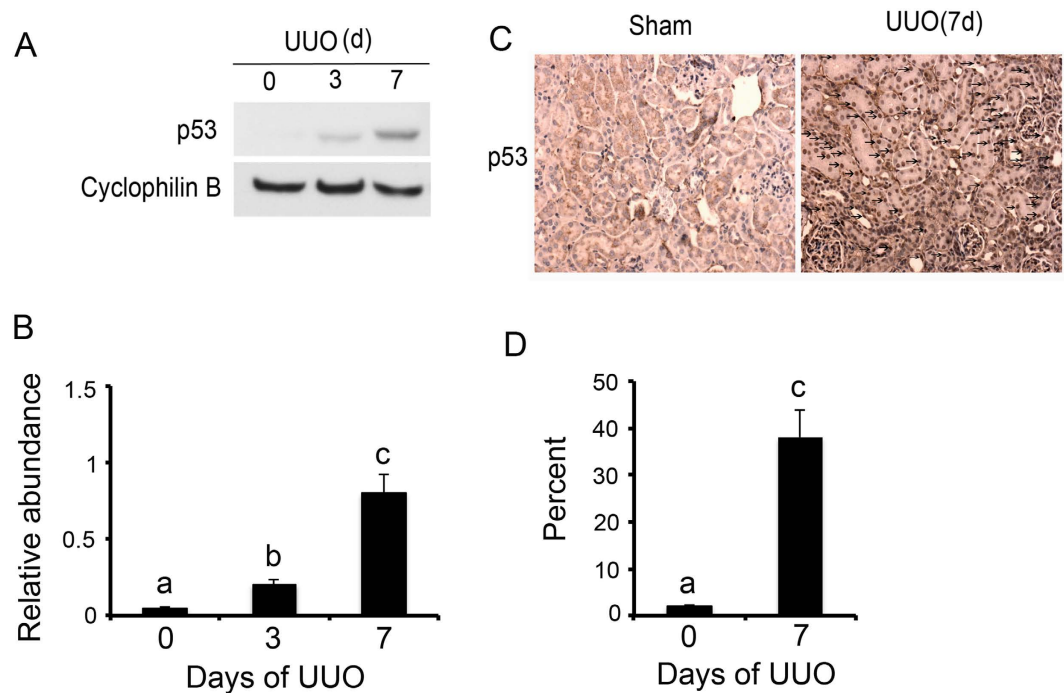 A
UUO (d)
0 3 7
p53
Cyclophilin B
B
1.5
1
0.5
0
Relative abundance
a
b
c
0 3 7
Days of UUO
C
Sham UUO(7d)
p53
D
50
40
30
20
10
0
Percent
a
c
0 7
Days of UUO